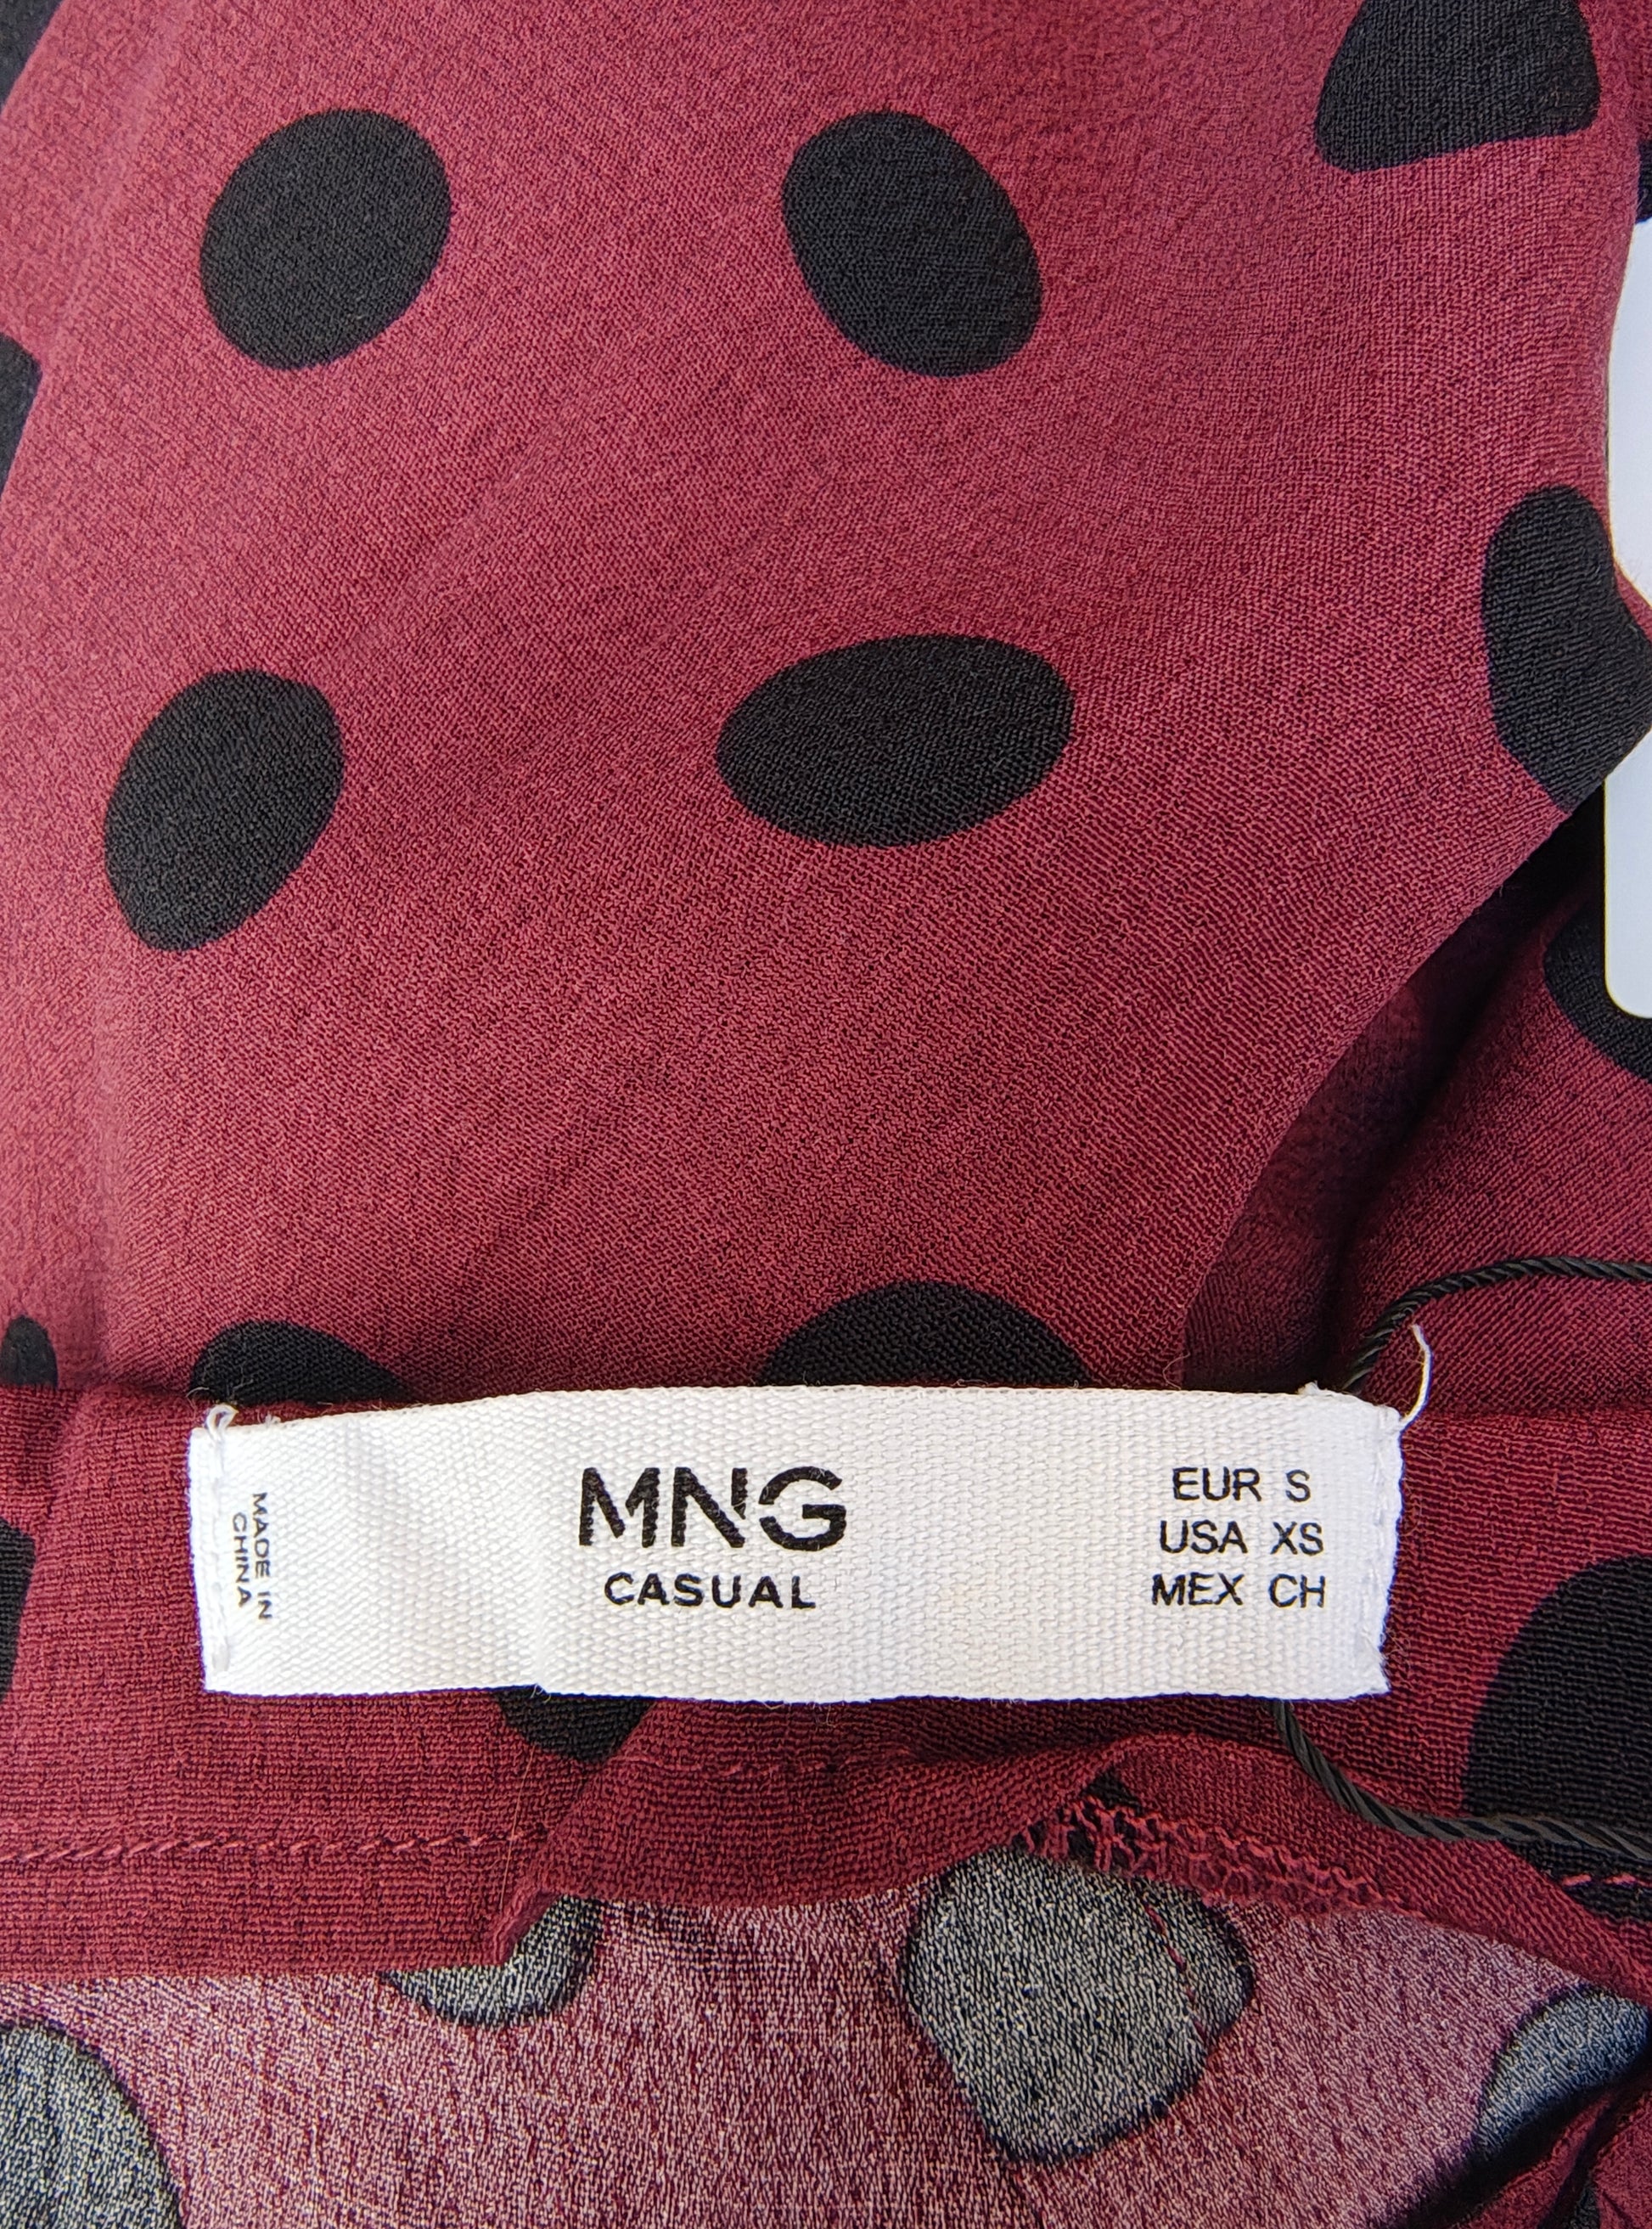 MADE IN
CHINA
MNG
CASUAL
EUR S
USA XS
MEX CH